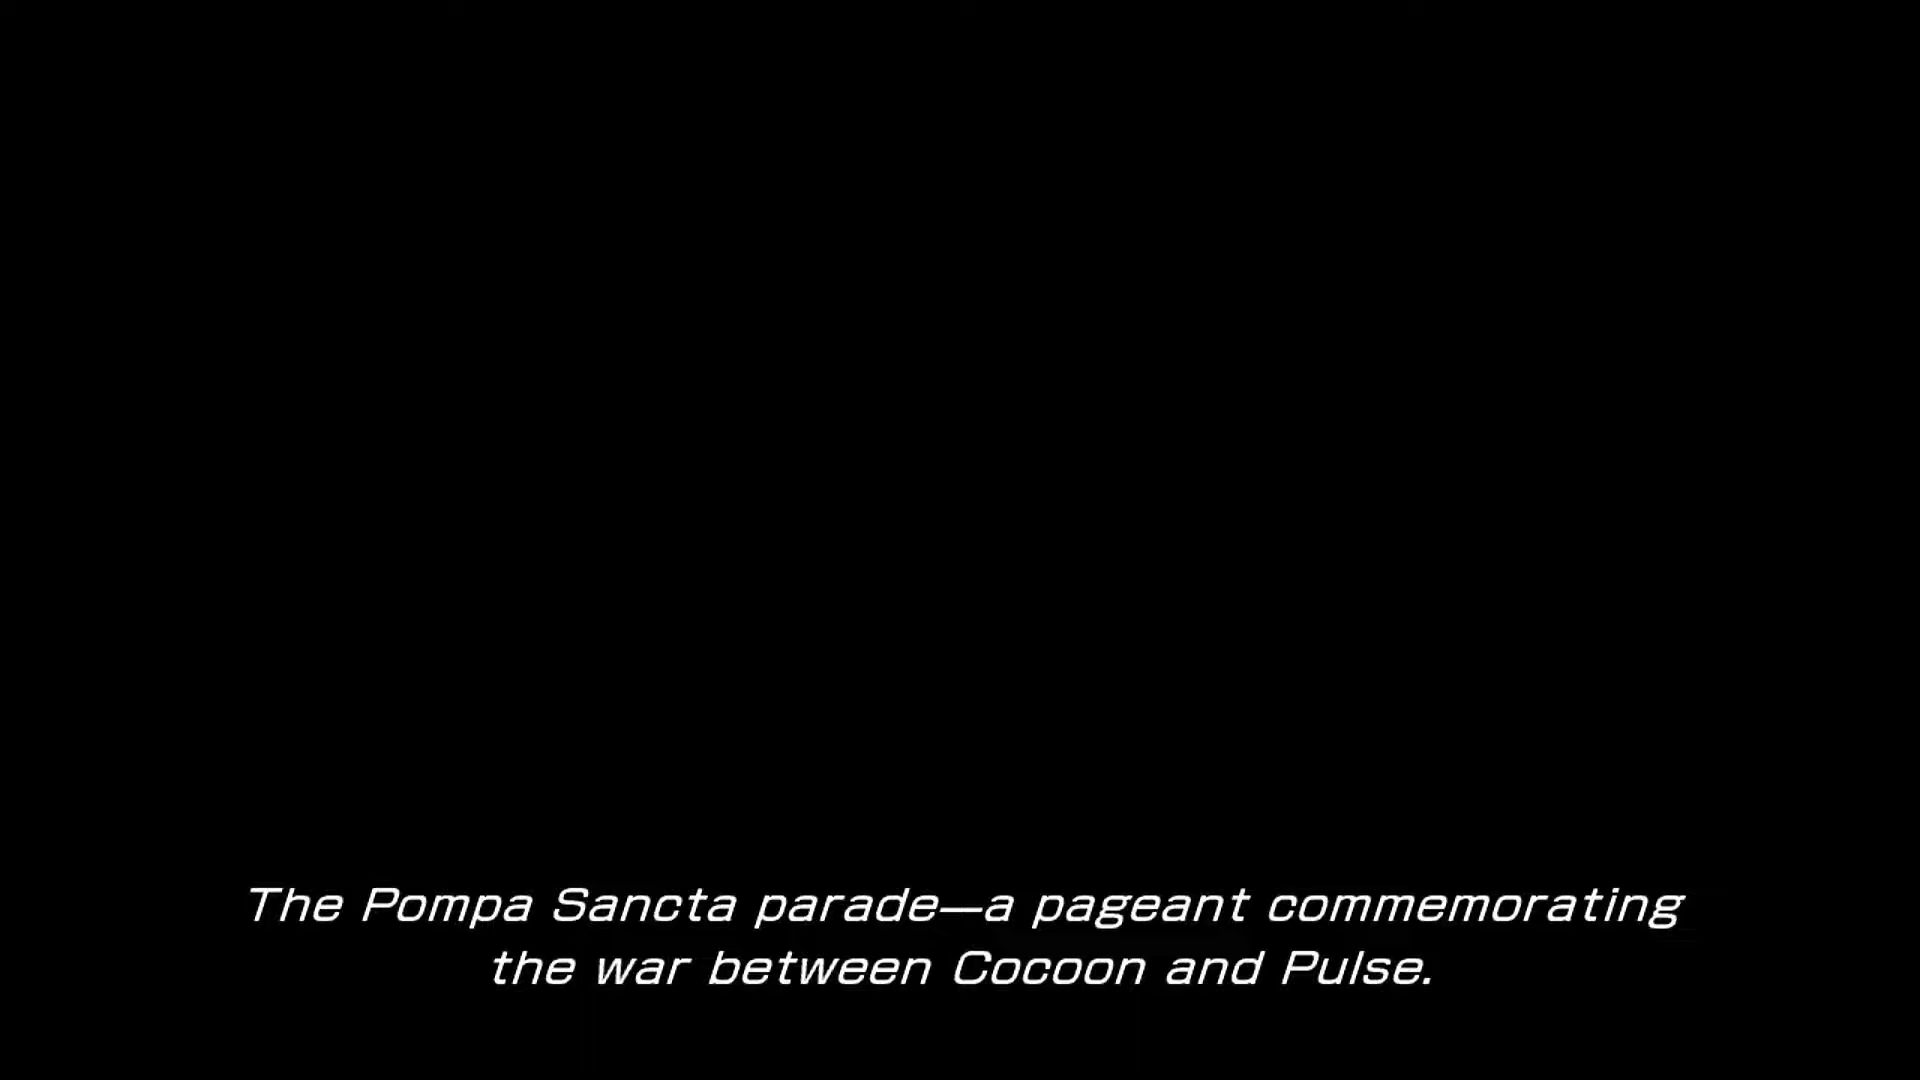 The Pompa Sancta parade—a pageant commemorating
the war between Cocoon and Pulse.